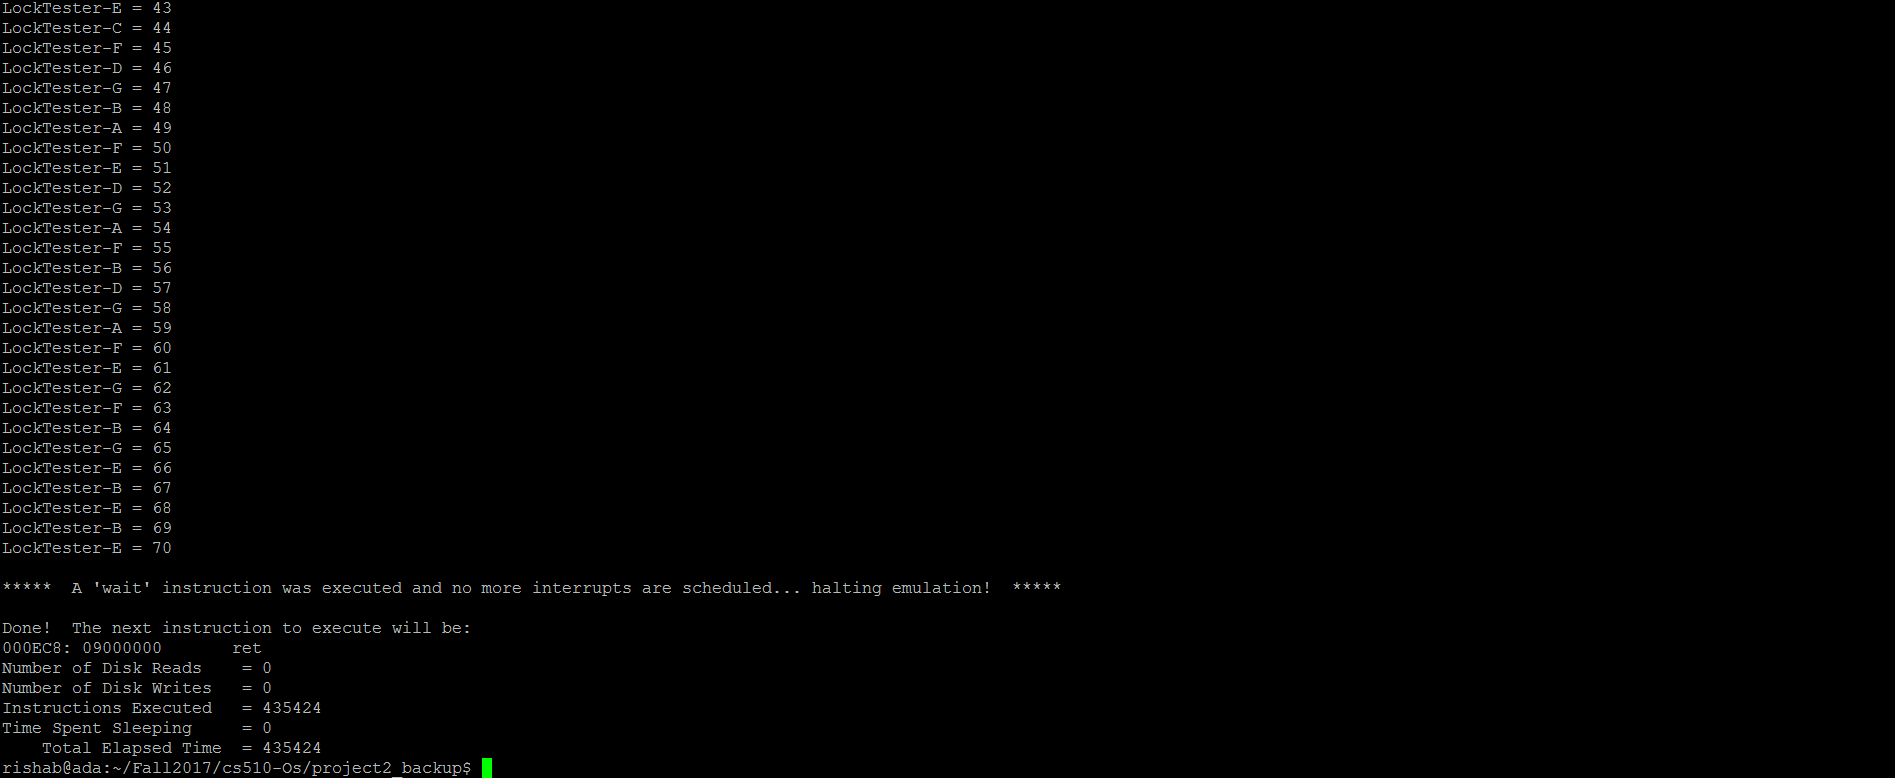 LockTester-E = 43
LockTester-C = 44
LockTester-F = 45
LockTester-D = 46
LockTester-G = 47
LockTester-B = 48
LockTester-A = 49
LockTester-F = 50
LockTester-E = 51
LockTester-D = 52
LockTester-G = 53
LockTester-A = 54
LockTester-F = 55
LockTester-B = 56
LockTester-D = 57
LockTester-G = 58
LockTester-A = 59
LockTester-F = 60
LockTester-E = 61
LockTester-G = 62
LockTester-F = 63
LockTester-B = 64
LockTester-G = 65
LockTester-E = 66
LockTester-B = 67
LockTester-E = 68
LockTester-B = 69
LockTester-E = 70
*****  A 'wait' instruction was executed and no more interrupts are scheduled... halting emulation!  *****
Done!  The next instruction to execute will be:
000EC8: 09000000       ret
Number of Disk Reads    = 0
Number of Disk Writes   = 0
Instructions Executed   = 435424
Time Spent Sleeping     = 0
    Total Elapsed Time  = 435424
rishab@ada:~/Fall2017/cs510-Os/project2_backup$